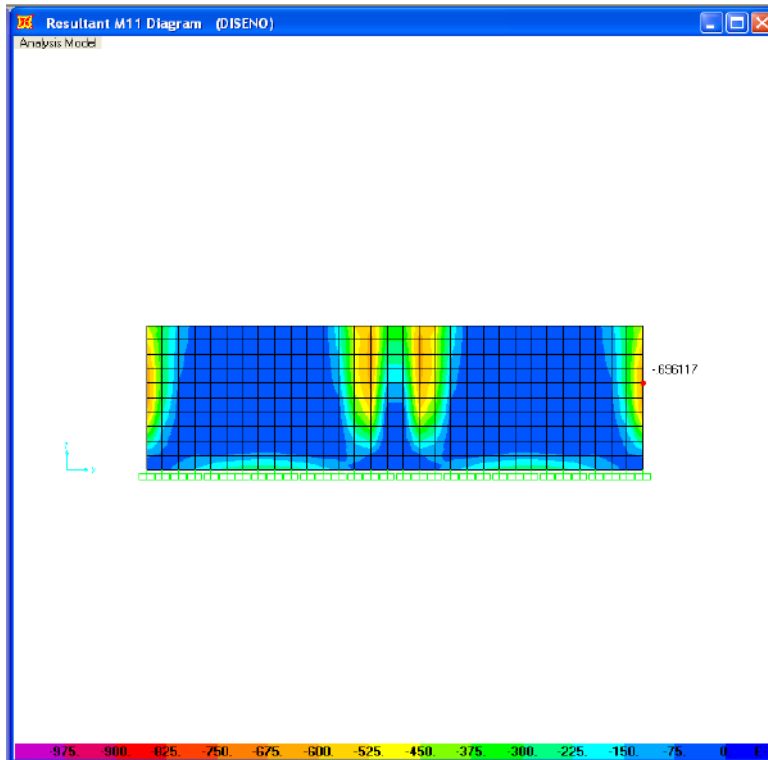 Resultant M11 Diagram (DISENO)
Analysis Model
-.696117
-975. -900. -825. -750. -675. -600. -525. -450. -375. -300. -225. -150. -75. 0